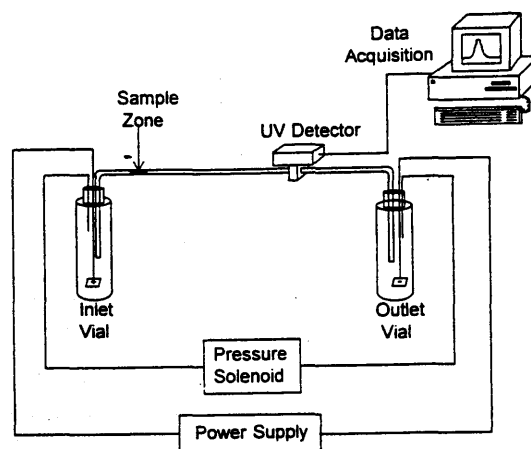 Data
Acquisition
Sample
Zone
UV Detector
Inlet
Vial
Outlet
Vial
Pressure
Solenoid
Power Supply